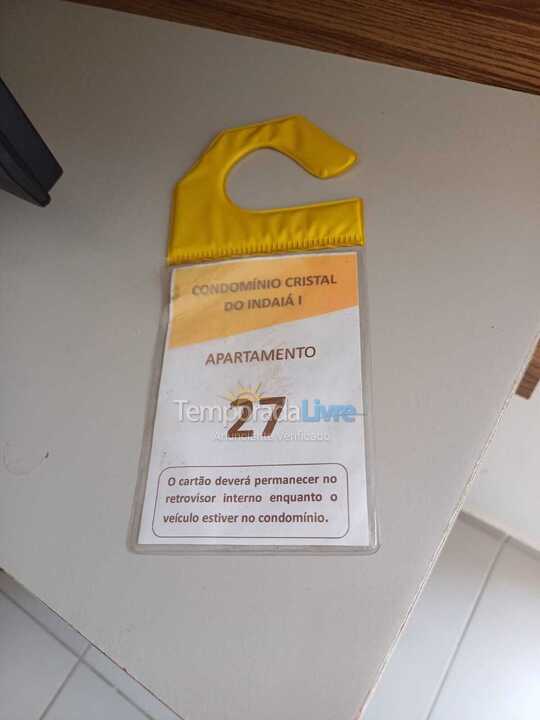 CONDOMÍNIO CRISTAL
DO INDAIÁ I
APARTAMENTO
27
TemporadaLivre
Anunciante Verificado
O cartão deverá permanecer no
retrovisor interno enquanto o
veículo estiver no condomínio.